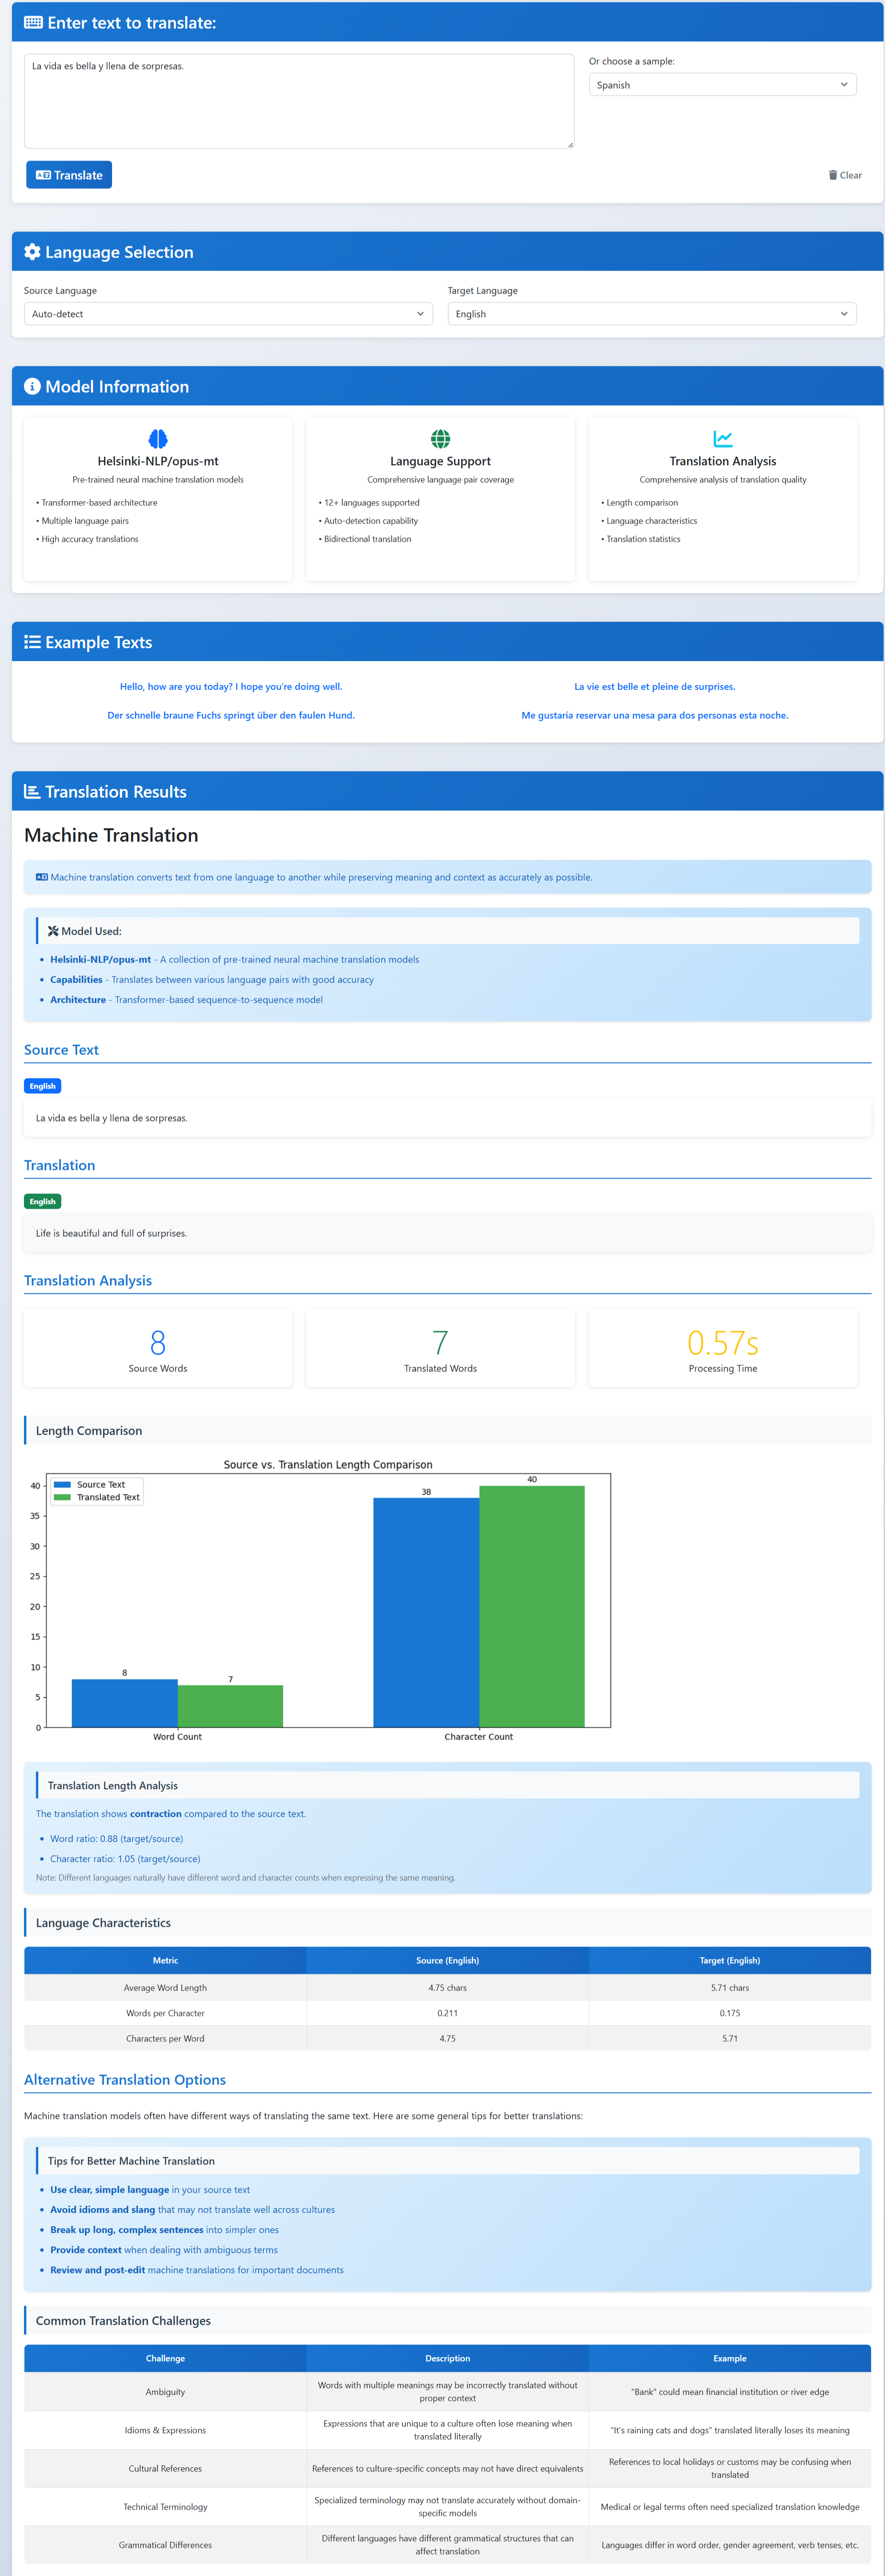 Enter text to translate:
La vida es bella y llena de sorpresas.
Or choose a sample:
Spanish
Translate
Clear
Language Selection
Source Language
Target Language
Auto-detect
English
Model Information
Helsinki-NLP/opus-mt
Pre-trained neural machine translation models
• Transformer-based architecture
• Multiple language pairs
• High accuracy translations
Language Support
Comprehensive language pair coverage
• 12+ languages supported
• Auto-detection capability
• Bidirectional translation
Translation Analysis
Comprehensive analysis of translation quality
• Length comparison
• Language characteristics
• Translation statistics
Example Texts
Hello, how are you today? I hope you're doing well.
La vie est belle et pleine de surprises.
Der schnelle braune Fuchs springt über den faulen Hund.
Me gustaría reservar una mesa para dos personas esta noche.
Translation Results
Machine Translation
Machine translation converts text from one language to another while preserving meaning and context as accurately as possible.
Model Used:
• Helsinki-NLP/opus-mt - A collection of pre-trained neural machine translation models
• Capabilities - Translates between various language pairs with good accuracy
• Architecture - Transformer-based sequence-to-sequence model
Source Text
English
La vida es bella y llena de sorpresas.
Translation
English
Life is beautiful and full of surprises.
Translation Analysis
8
Source Words
7
Translated Words
0.57s
Processing Time
Length Comparison
Source vs. Translation Length Comparison
Source Text
Translated Text
40
35
30
25
20
15
10
5
0
8
7
38
40
Word Count
Character Count
Translation Length Analysis
The translation shows contraction compared to the source text.
• Word ratio: 0.88 (target/source)
• Character ratio: 1.05 (target/source)
Note: Different languages naturally have different word and character counts when expressing the same meaning.
Language Characteristics
Metric Source (English) Target (English)
Average Word Length 4.75 chars 5.71 chars
Words per Character 0.211 0.175
Characters per Word 4.75 5.71
Alternative Translation Options
Machine translation models often have different ways of translating the same text. Here are some general tips for better translations:
Tips for Better Machine Translation
• Use clear, simple language in your source text
• Avoid idioms and slang that may not translate well across cultures
• Break up long, complex sentences into simpler ones
• Provide context when dealing with ambiguous terms
• Review and post-edit machine translations for important documents
Common Translation Challenges
Challenge Description Example
Ambiguity
Words with multiple meanings may be incorrectly translated without
proper context
"Bank" could mean financial institution or river edge
Idioms & Expressions
Expressions that are unique to a culture often lose meaning when
translated literally
"It's raining cats and dogs" translated literally loses its meaning
Cultural References
References to culture-specific concepts may not have direct equivalents
References to local holidays or customs may be confusing when
translated
Technical Terminology
Specialized terminology may not translate accurately without domain-
specific models
Medical or legal terms often need specialized translation knowledge
Grammatical Differences
Different languages have different grammatical structures that can
affect translation
Languages differ in word order, gender agreement, verb tenses, etc.